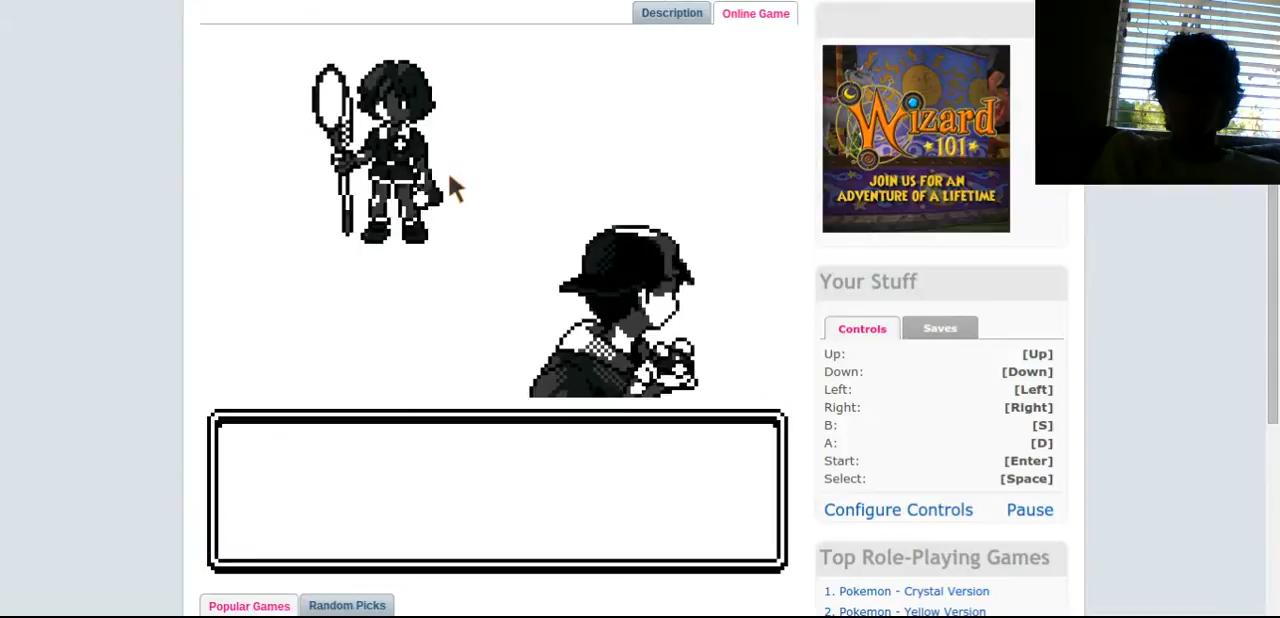 Description
Online Game
Wizard
101
JOIN US FOR AN
ADVENTURE OF A LIFETIME
Your Stuff
Controls
Saves
Up: [Up]
Down: [Down]
Left: [Left]
Right: [Right]
B: [S]
A: [D]
Start: [Enter]
Select: [Space]
Configure Controls Pause
Top Role-Playing Games
1. Pokemon - Crystal Version
2. Pokemon - Yellow Version
Popular Games
Random Picks